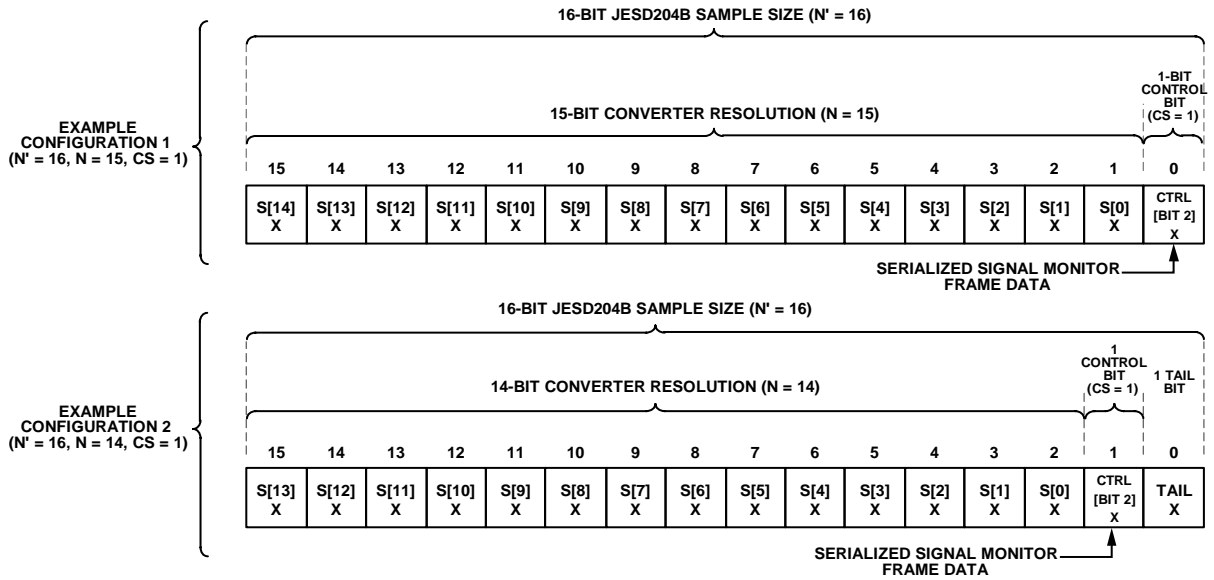 16-BIT JESD204B SAMPLE SIZE (N' = 16)
1-BIT
CONTROL
BIT
(CS = 1)
15-BIT CONVERTER RESOLUTION (N = 15)
EXAMPLE
CONFIGURATION 1
(N' = 16, N = 15, CS = 1)
15 14 13 12 11 10 9 8 7 6 5 4 3 2 1 0
S[14] S[13] S[12] S[11] S[10] S[9] S[8] S[7] S[6] S[5] S[4] S[3] S[2] S[1] S[0] CTRL
[BIT 2]
X X X X X X X X X X X X X X X X
SERIALIZED SIGNAL MONITOR
FRAME DATA
16-BIT JESD204B SAMPLE SIZE (N' = 16)
1
CONTROL
BIT
(CS = 1)
1 TAIL
BIT
14-BIT CONVERTER RESOLUTION (N = 14)
EXAMPLE
CONFIGURATION 2
(N' = 16, N = 14, CS = 1)
15 14 13 12 11 10 9 8 7 6 5 4 3 2 1 0
S[13] S[12] S[11] S[10] S[9] S[8] S[7] S[6] S[5] S[4] S[3] S[2] S[1] S[0] CTRL TAIL
[BIT 2]
X X X X X X X X X X X X X X X X
SERIALIZED SIGNAL MONITOR
FRAME DATA